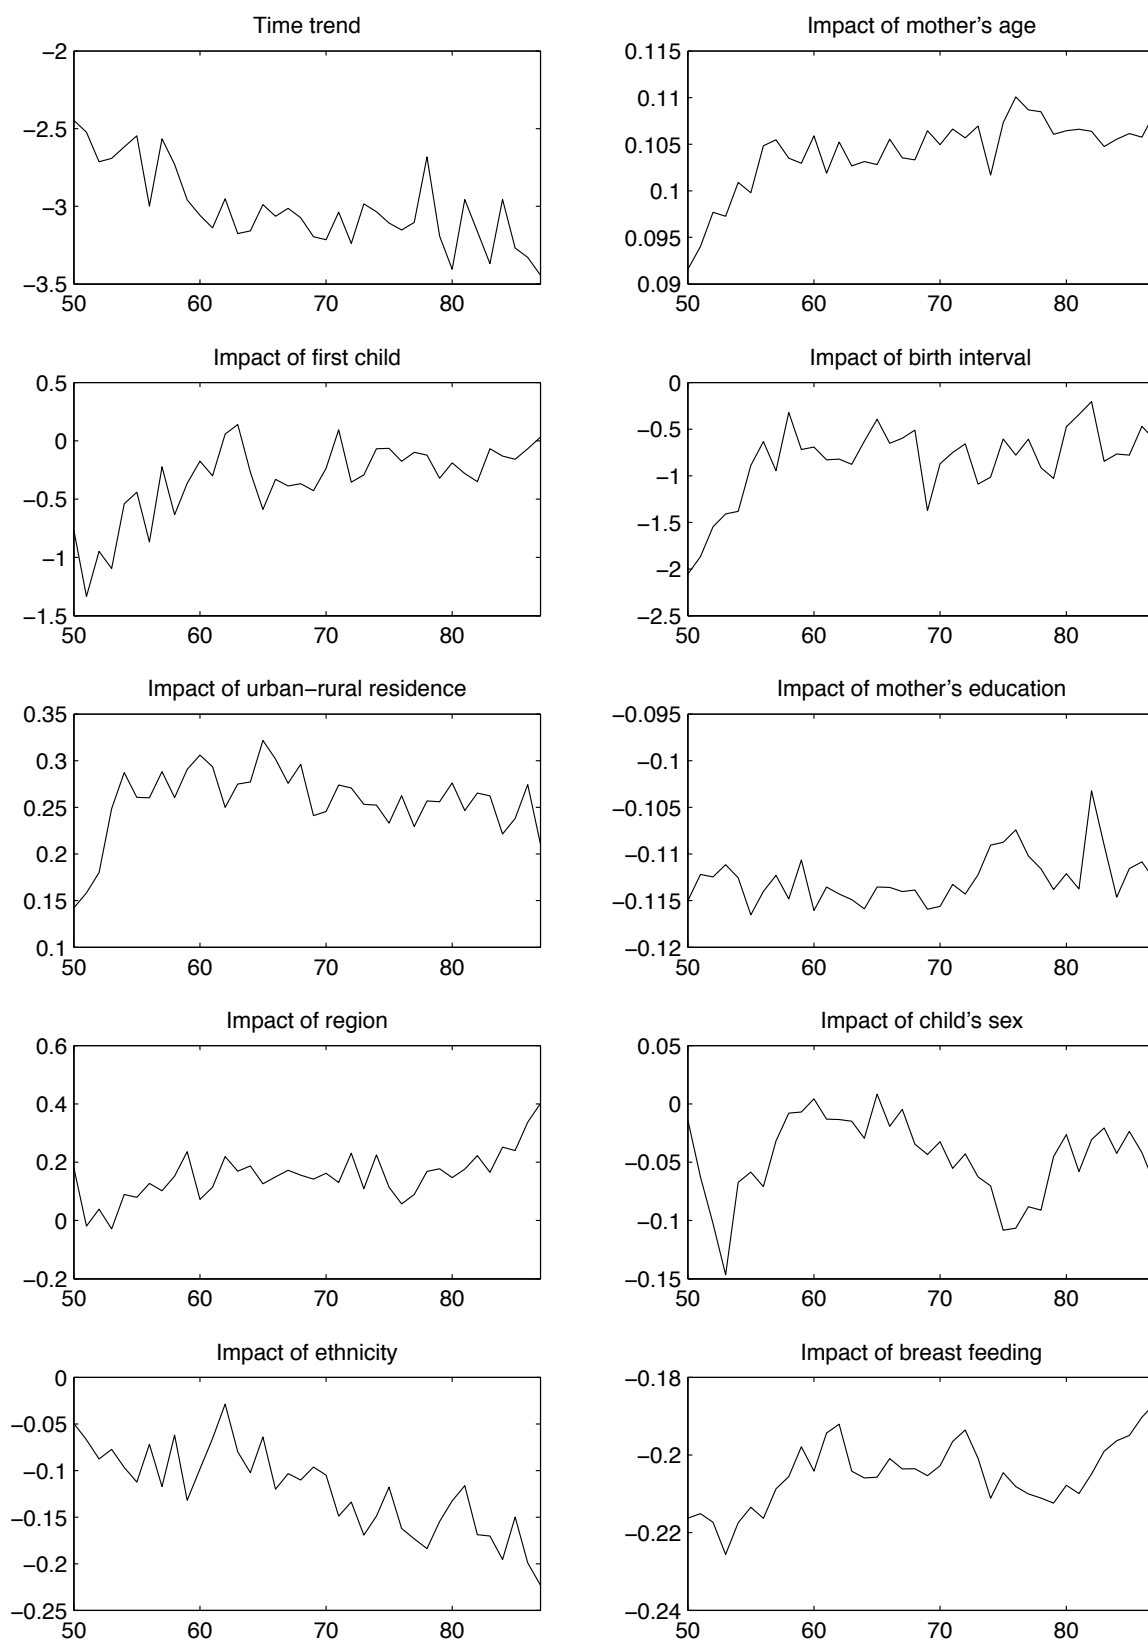 Time trend
−2
−2.5
−3
−3.5
50 60 70 80
Impact of mother’s age
0.115
0.11
0.105
0.1
0.095
0.09
50 60 70 80
Impact of first child
0.5
0
−0.5
−1
−1.5
50 60 70 80
Impact of birth interval
0
−0.5
−1
−1.5
−2
−2.5
50 60 70 80
Impact of urban−rural residence
0.35
0.3
0.25
0.2
0.15
0.1
50 60 70 80
Impact of mother’s education
−0.095
−0.1
−0.105
−0.11
−0.115
−0.12
50 60 70 80
Impact of region
0.6
0.4
0.2
0
−0.2
50 60 70 80
Impact of child’s sex
0.05
0
−0.05
−0.1
−0.15
50 60 70 80
Impact of ethnicity
0
−0.05
−0.1
−0.15
−0.2
−0.25
50 60 70 80
Impact of breast feeding
−0.18
−0.2
−0.22
−0.24
50 60 70 80